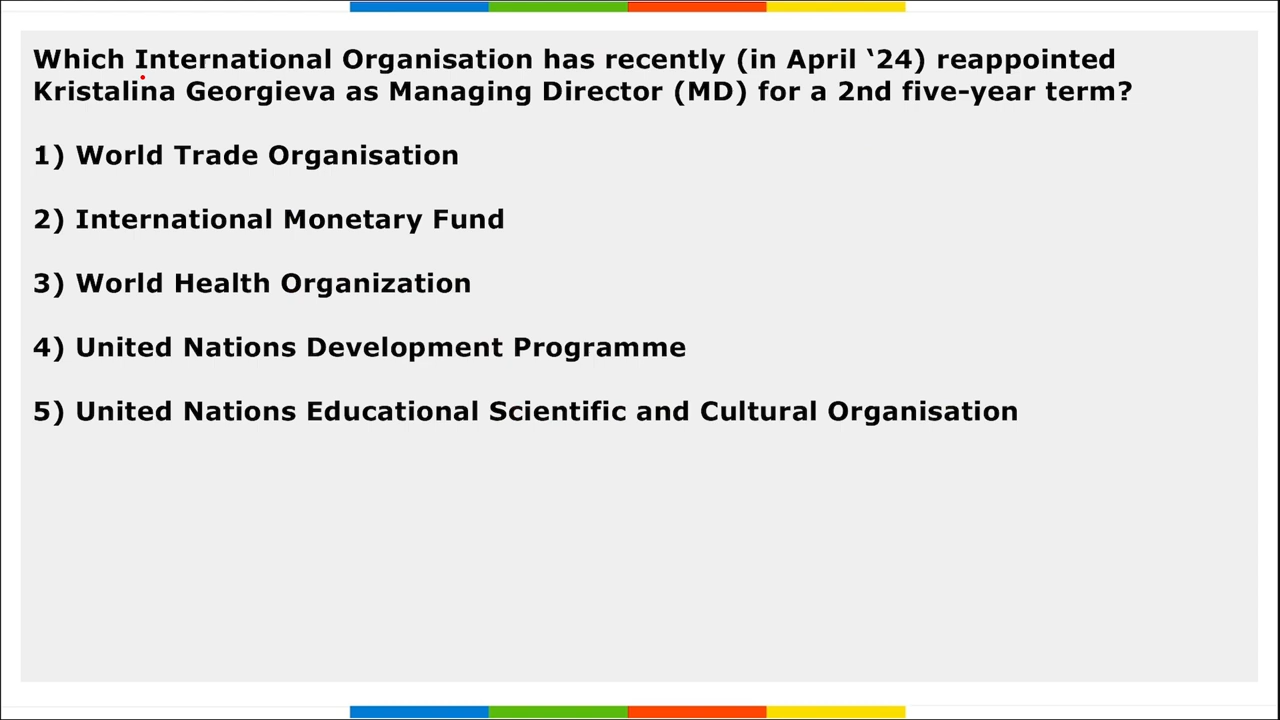 Which International Organisation has recently (in April ‘24) reappointed
Kristalina Georgieva as Managing Director (MD) for a 2nd five-year term?
1) World Trade Organisation
2) International Monetary Fund
3) World Health Organization
4) United Nations Development Programme
5) United Nations Educational Scientific and Cultural Organisation